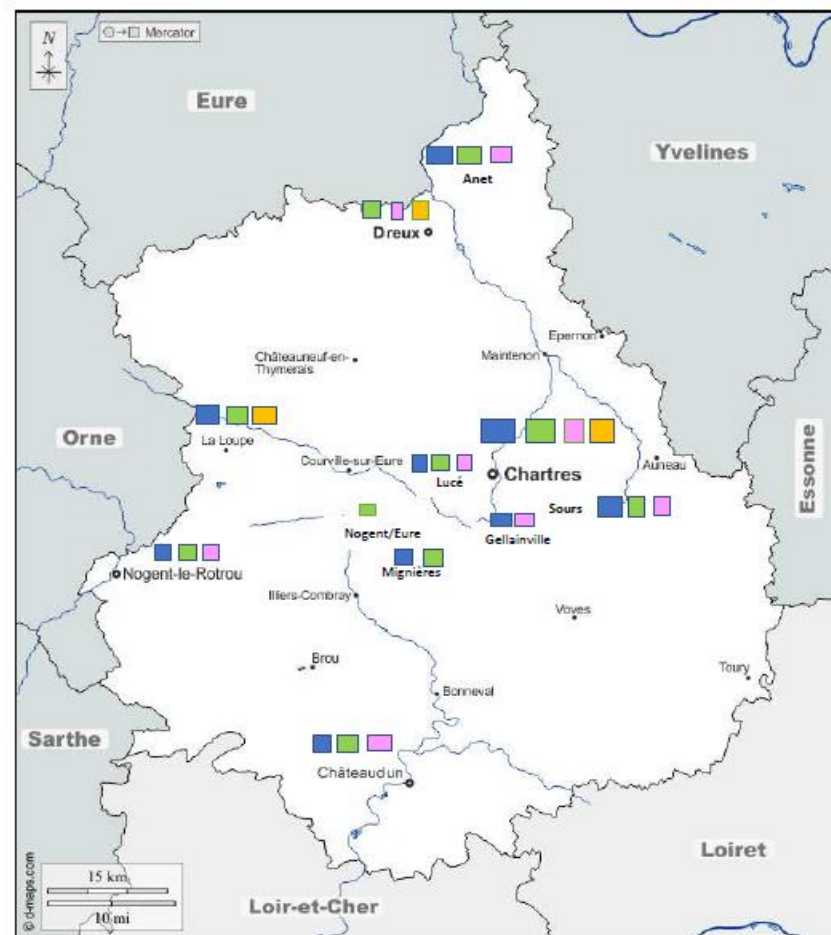 N
Mercator
Eure
Yvelines
Anet
Dreux
Epernon
Maintenon
Châteauneuf-en-
Thymerais
Orne
La Loupe
Courville-sur-Eure
Lucé
Chartres
Auneau
Essonne
Sours
Nogent/Eure
Gellainville
Mignières
Nogent-le-Rotrou
Illiers-Combray
Voves
Brou
Toury
Bonneval
Sarthe
Châteaudun
Loiret
15 km
10 mi
Loir-et-Cher
© d-maps.com